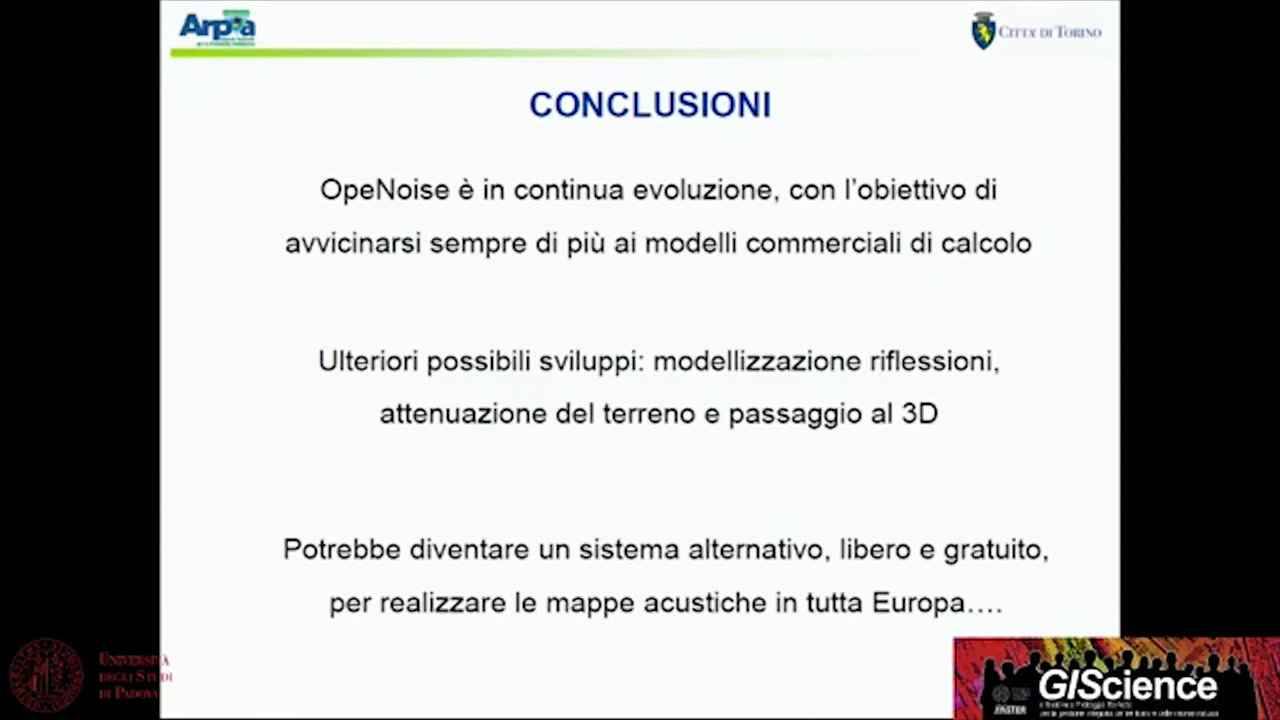 Arpa
CITTA' DI TORINO
CONCLUSIONI
OpeNoise è in continua evoluzione, con l'obiettivo di
avvicinarsi sempre di più ai modelli commerciali di calcolo
Ulteriori possibili sviluppi: modellizzazione riflessioni,
attenuazione del terreno e passaggio al 3D
Potrebbe diventare un sistema alternativo, libero e gratuito,
per realizzare le mappe acustiche in tutta Europa....
UNIVERSITÀ
DEGLI STUDI
DI PADOVA
GIScience
MASTER